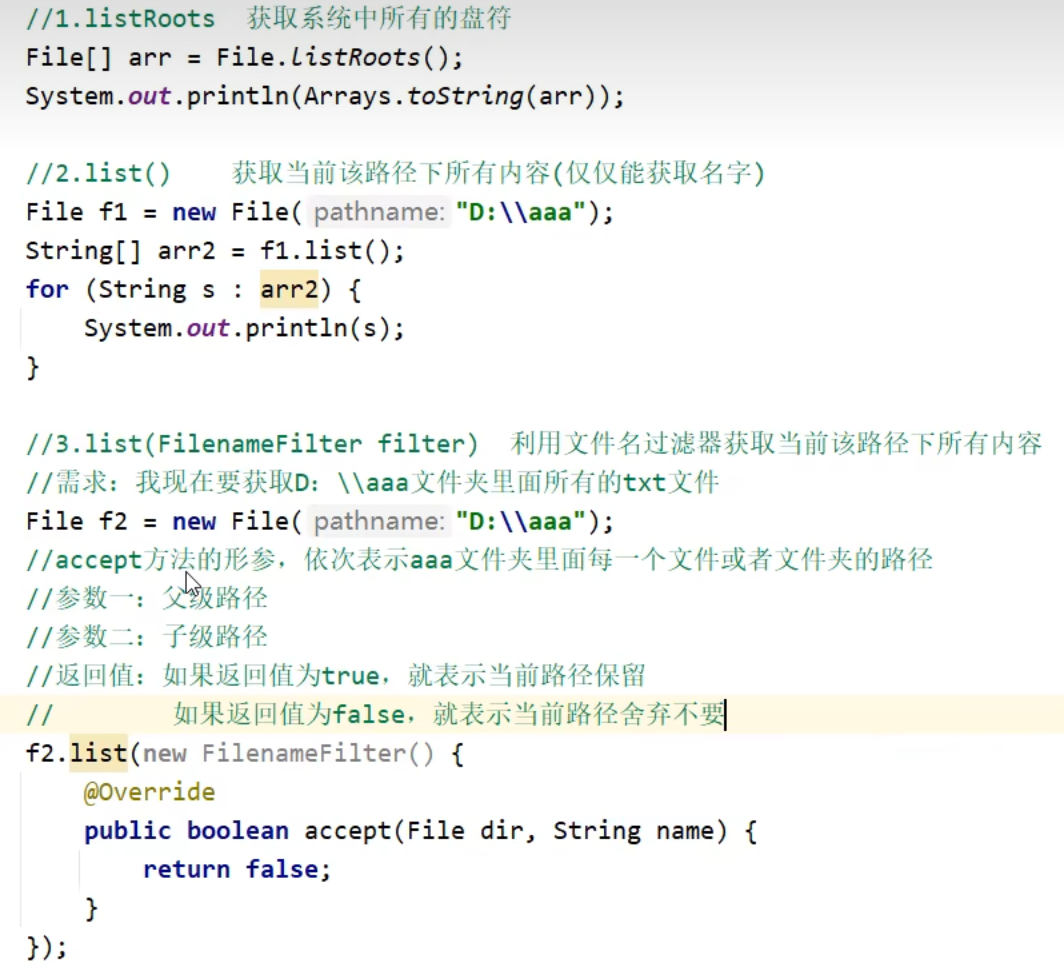 //1.listRoots  获取系统中所有的盘符
File[] arr = File.listRoots();
System.out.println(Arrays.toString(arr));
//2.list()    获取当前该路径下所有内容(仅仅能获取名字)
File f1 = new File( pathname: "D:\\aaa");
String[] arr2 = f1.list();
for (String s : arr2) {
    System.out.println(s);
}
//3.list(FilenameFilter filter)  利用文件名过滤器获取当前该路径下所有内容
//需求：我现在要获取D：\\aaa文件夹里面所有的txt文件
File f2 = new File( pathname: "D:\\aaa");
//accept方法的形参，依次表示aaa文件夹里面每一个文件或者文件夹的路径
//参数一：父级路径
//参数二：子级路径
//返回值：如果返回值为true，就表示当前路径保留
//        如果返回值为false，就表示当前路径舍弃不要
f2.list(new FilenameFilter() {
    @Override
    public boolean accept(File dir, String name) {
        return false;
    }
});